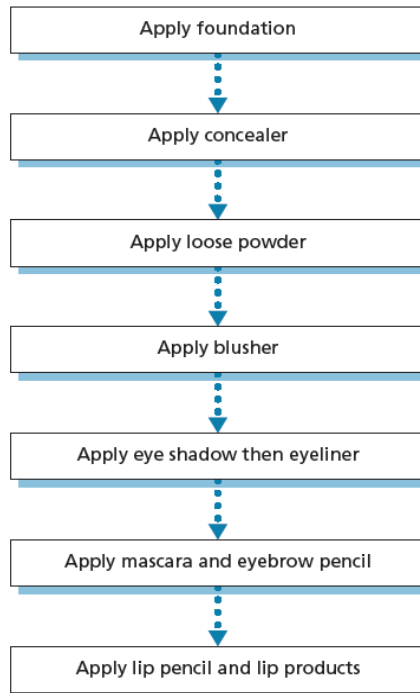 Apply foundation
Apply concealer
Apply loose powder
Apply blusher
Apply eye shadow then eyeliner
Apply mascara and eyebrow pencil
Apply lip pencil and lip products